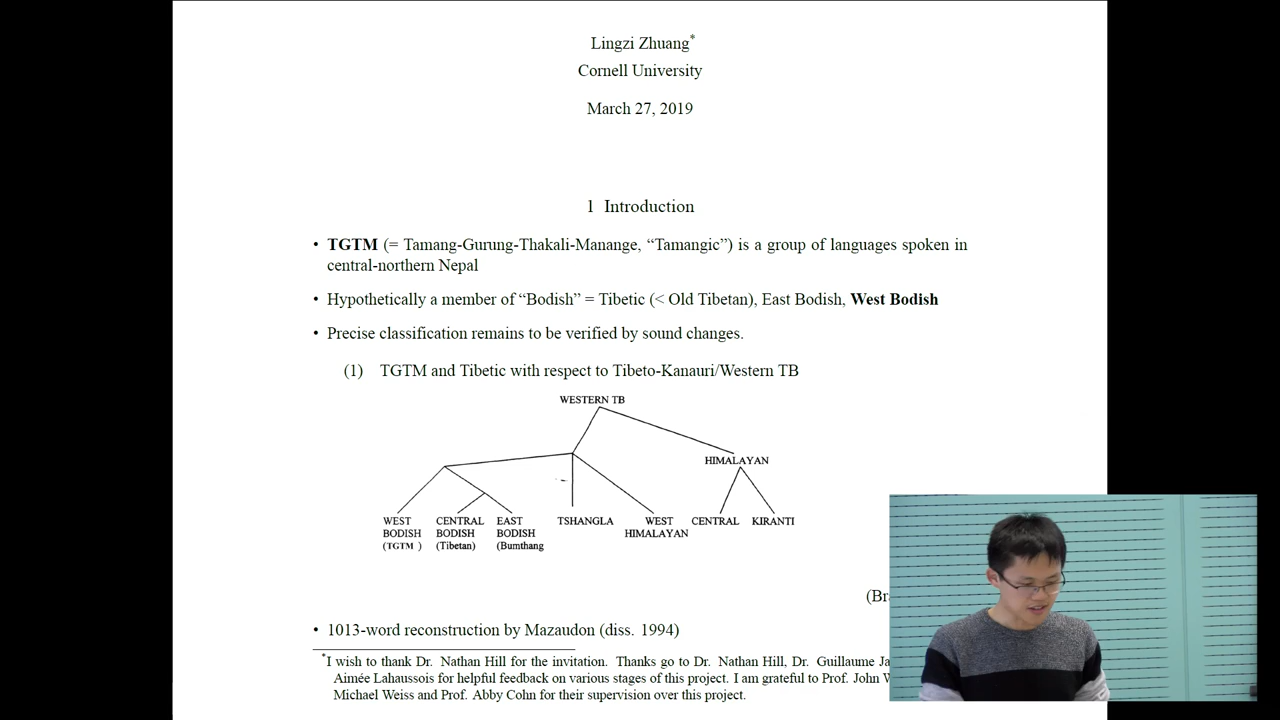 Lingzi Zhuang*
Cornell University
March 27, 2019
1 Introduction
• TGTM (= Tamang-Gurung-Thakali-Manange, “Tamangic”) is a group of languages spoken in
central-northern Nepal
• Hypothetically a member of “Bodish” = Tibetic (< Old Tibetan), East Bodish, West Bodish
• Precise classification remains to be verified by sound changes.
(1) TGTM and Tibetic with respect to Tibeto-Kanauri/Western TB
WESTERN TB
HIMALAYAN
WEST CENTRAL EAST TSHANGLA WEST CENTRAL KIRANTI
BODISH BODISH BODISH HIMALAYAN
(TGTM ) (Tibetan) (Bumthang
(Br
• 1013-word reconstruction by Mazaudon (diss. 1994)
*I wish to thank Dr. Nathan Hill for the invitation. Thanks go to Dr. Nathan Hill, Dr. Guillaume Ja
Aimée Lahaussois for helpful feedback on various stages of this project. I am grateful to Prof. John W
Michael Weiss and Prof. Abby Cohn for their supervision over this project.